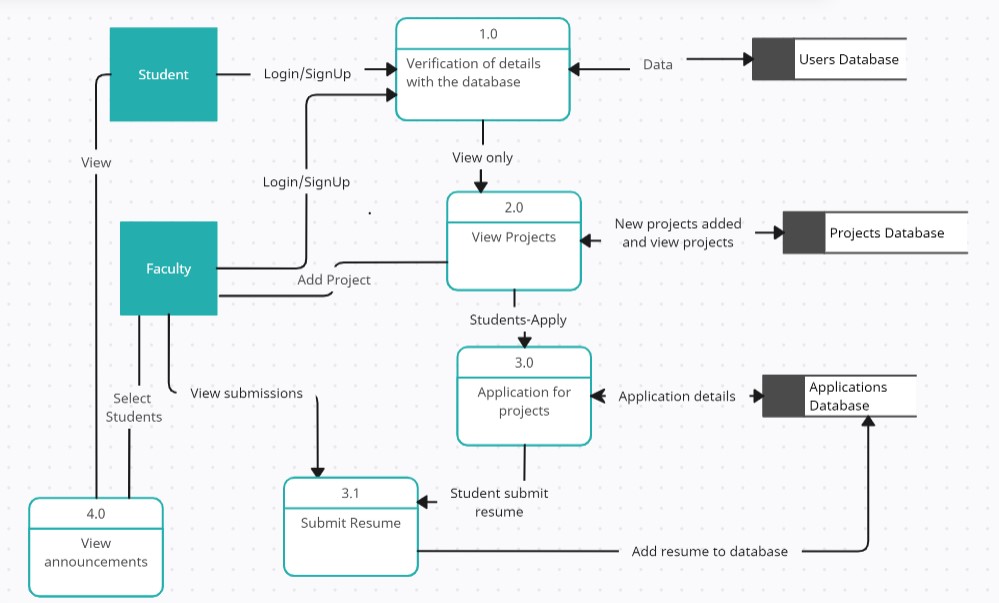 1.0
Verification of details
with the database
Student
Login/SignUp
Data
Users Database
View
View only
Login/SignUp
2.0
View Projects
New projects added
and view projects
Projects Database
Faculty
Add Project
Students-Apply
3.0
Application for
projects
Application details
Applications
Database
Select
Students
View submissions
3.1
Submit Resume
Student submit
resume
4.0
View
announcements
Add resume to database